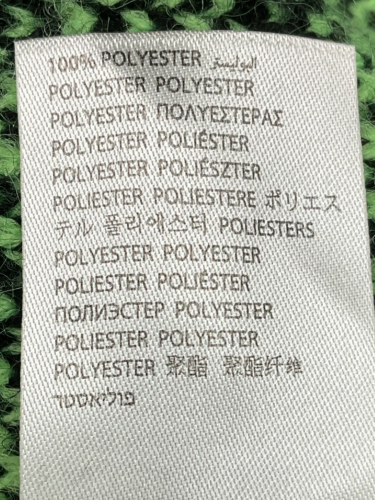 100% POLYESTER البوليستر
POLYESTER POLYESTER
POLYESTER ΠΟΛΥΕΣΤΕΡΑΣ
POLYESTER POLIÉSTER
POLYESTER POLIÉSZTER
POLIESTER POLIESTERE ポリエス
テル 폴리에스터 POLIESTERS
POLYESTER POLYESTER
POLIESTER POLIÉSTER
ПОЛИЭСТЕР POLYESTER
POLIESTER POLYESTER
POLYESTER 聚酯 聚酯纤维
פוליאסטר